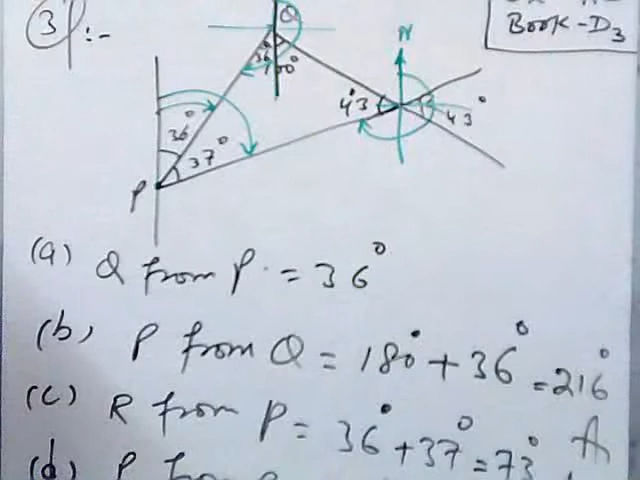 3) :-
Book-D3
Q
N
36°
100°
43°
43°
36°
37°
P
(a) Q from P = 36°
(b) P from Q = 180° + 36° = 216°
(c) R from P = 36° + 37° = 73° A
(d) P from